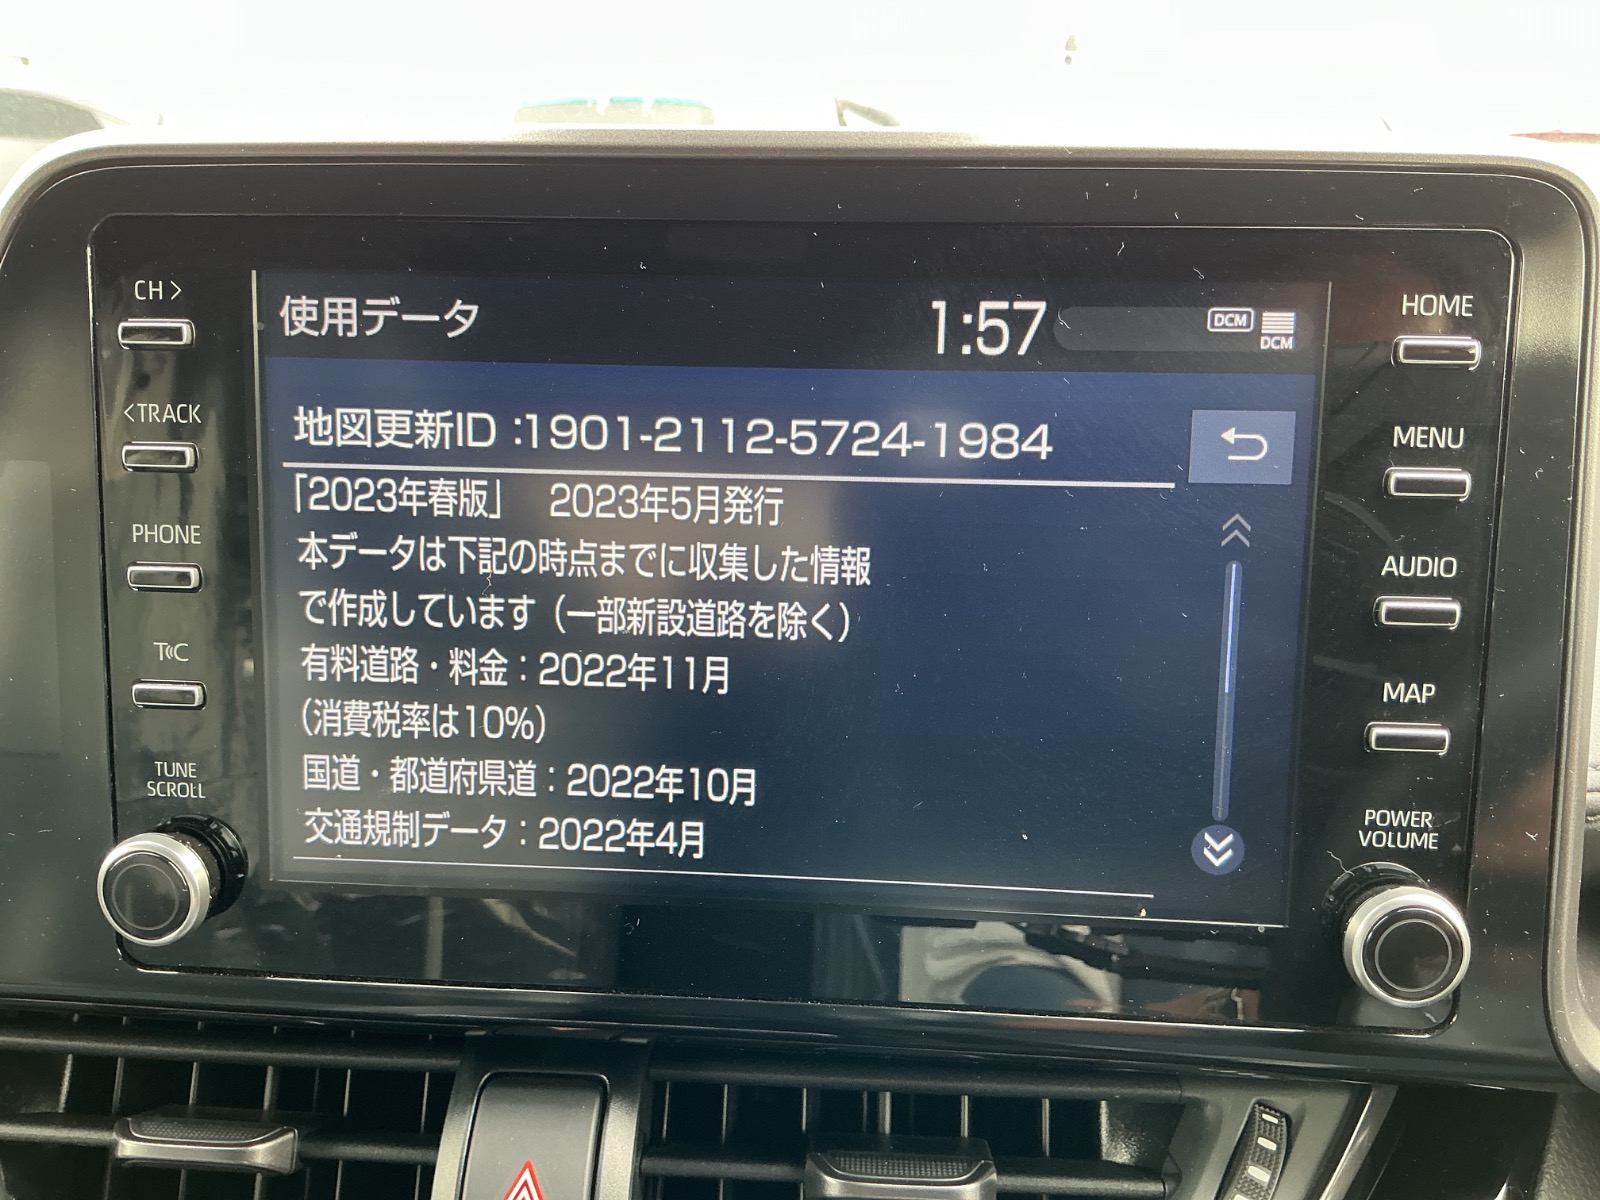 CH>
<TRACK
PHONE
T«C
TUNE
SCROLL
使用データ
1:57
DCM
DCM
地図更新ID :1901-2112-5724-1984
「2023年春版」　2023年5月発行
本データは下記の時点までに収集した情報
で作成しています（一部新設道路を除く）
有料道路・料金：2022年11月
（消費税率は10%）
国道・都道府県道：2022年10月
交通規制データ：2022年4月
HOME
MENU
AUDIO
MAP
POWER
VOLUME